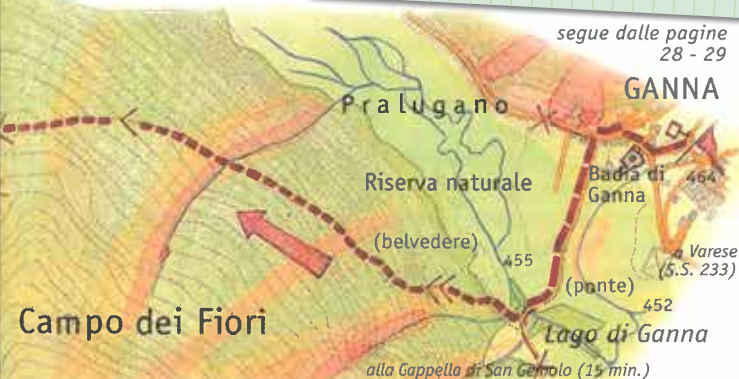 segue dalle pagine
28 - 29
GANNA
Pralugano
Riserva naturale
Badia di
Ganna
464
(belvedere)
455
a Varese
(S.S. 233)
(ponte)
452
Campo dei Fiori
Lago di Ganna
alla Cappella di San Gemolo (15 min.)